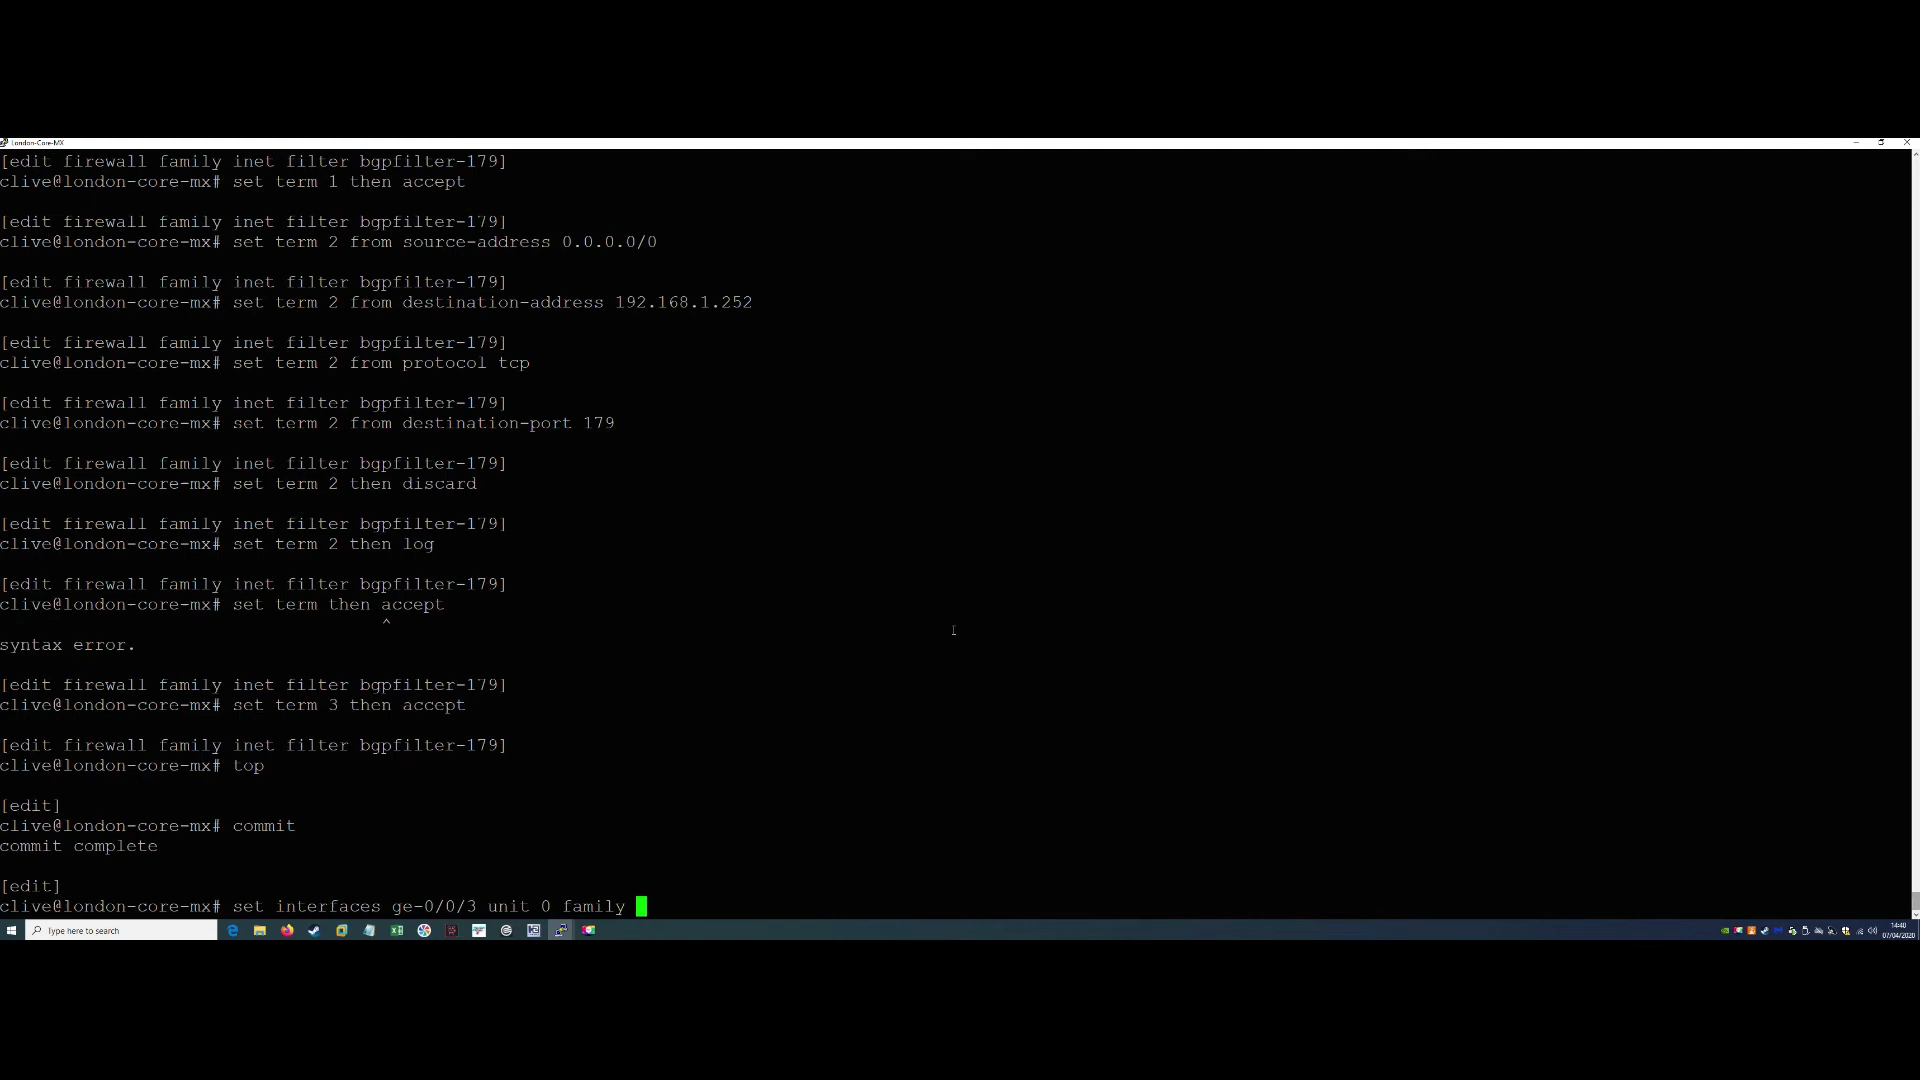 London-Core-MX
[edit firewall family inet filter bgpfilter-179]
clive@london-core-mx# set term 1 then accept
[edit firewall family inet filter bgpfilter-179]
clive@london-core-mx# set term 2 from source-address 0.0.0.0/0
[edit firewall family inet filter bgpfilter-179]
clive@london-core-mx# set term 2 from destination-address 192.168.1.252
[edit firewall family inet filter bgpfilter-179]
clive@london-core-mx# set term 2 from protocol tcp
[edit firewall family inet filter bgpfilter-179]
clive@london-core-mx# set term 2 from destination-port 179
[edit firewall family inet filter bgpfilter-179]
clive@london-core-mx# set term 2 then discard
[edit firewall family inet filter bgpfilter-179]
clive@london-core-mx# set term 2 then log
[edit firewall family inet filter bgpfilter-179]
clive@london-core-mx# set term then accept
^
syntax error.
[edit firewall family inet filter bgpfilter-179]
clive@london-core-mx# set term 3 then accept
[edit firewall family inet filter bgpfilter-179]
clive@london-core-mx# top
[edit]
clive@london-core-mx# commit
commit complete
[edit]
clive@london-core-mx# set interfaces ge-0/0/3 unit 0 family
Type here to search
14:40
07/04/2020